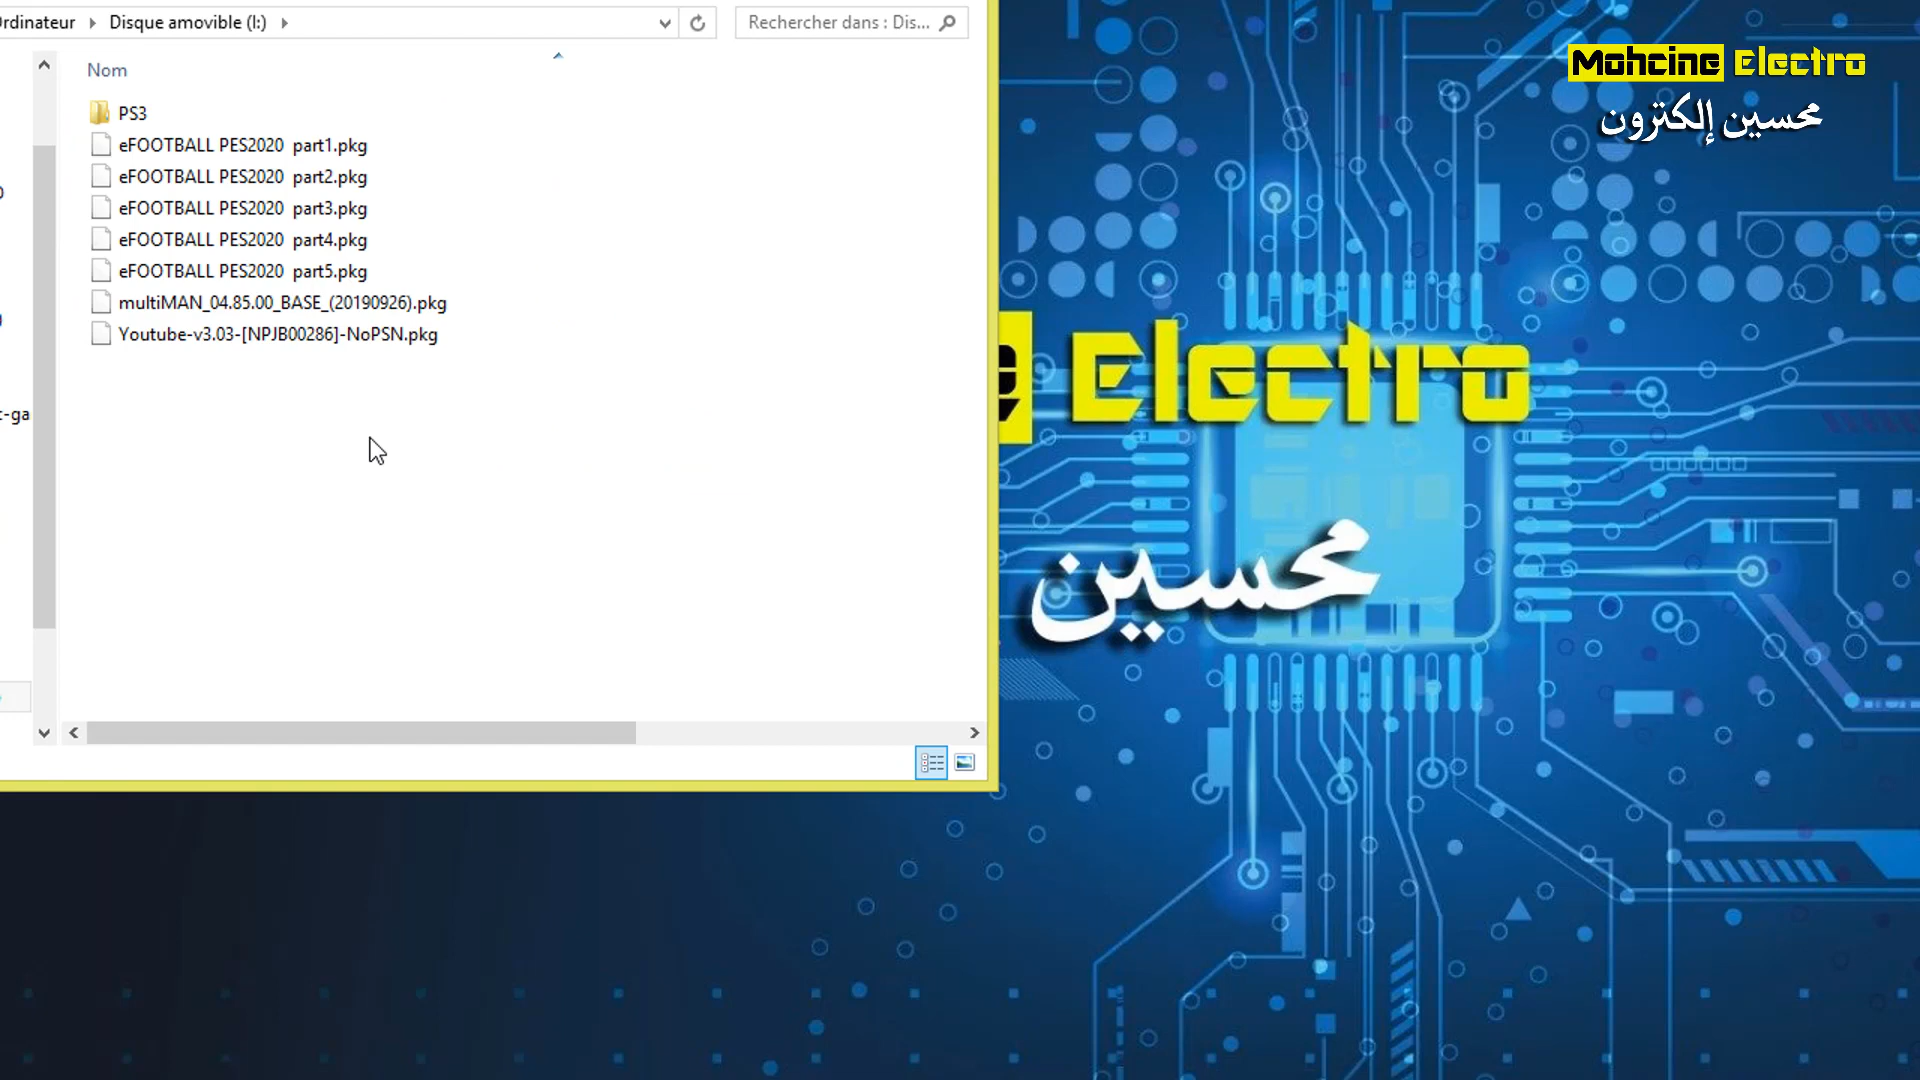 Ordinateur
Disque amovible (I:)
Rechercher dans : Dis...
Nom
PS3
eFOOTBALL PES2020 part1.pkg
eFOOTBALL PES2020 part2.pkg
eFOOTBALL PES2020 part3.pkg
eFOOTBALL PES2020 part4.pkg
eFOOTBALL PES2020 part5.pkg
multiMAN_04.85.00_BASE_(20190926).pkg
Youtube-v3.03-[NPJB00286]-NoPSN.pkg
Mohcine Electro
محسين إلكترون
Electro
محسين